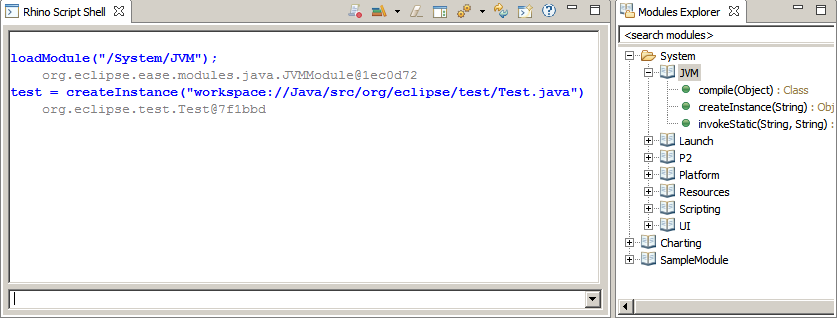 Rhino Script Shell
loadModule("/System/JVM");
org.eclipse.ease.modules.java.JVMModule@1ec0d72
test = createInstance("workspace://Java/src/org/eclipse/test/Test.java")
org.eclipse.test.Test@7f1bbd
Modules Explorer
<search modules>
System
JVM
compile(Object) : Class
createInstance(String) : Obj
invokeStatic(String, String) :
Launch
P2
Platform
Resources
Scripting
UI
Charting
SampleModule